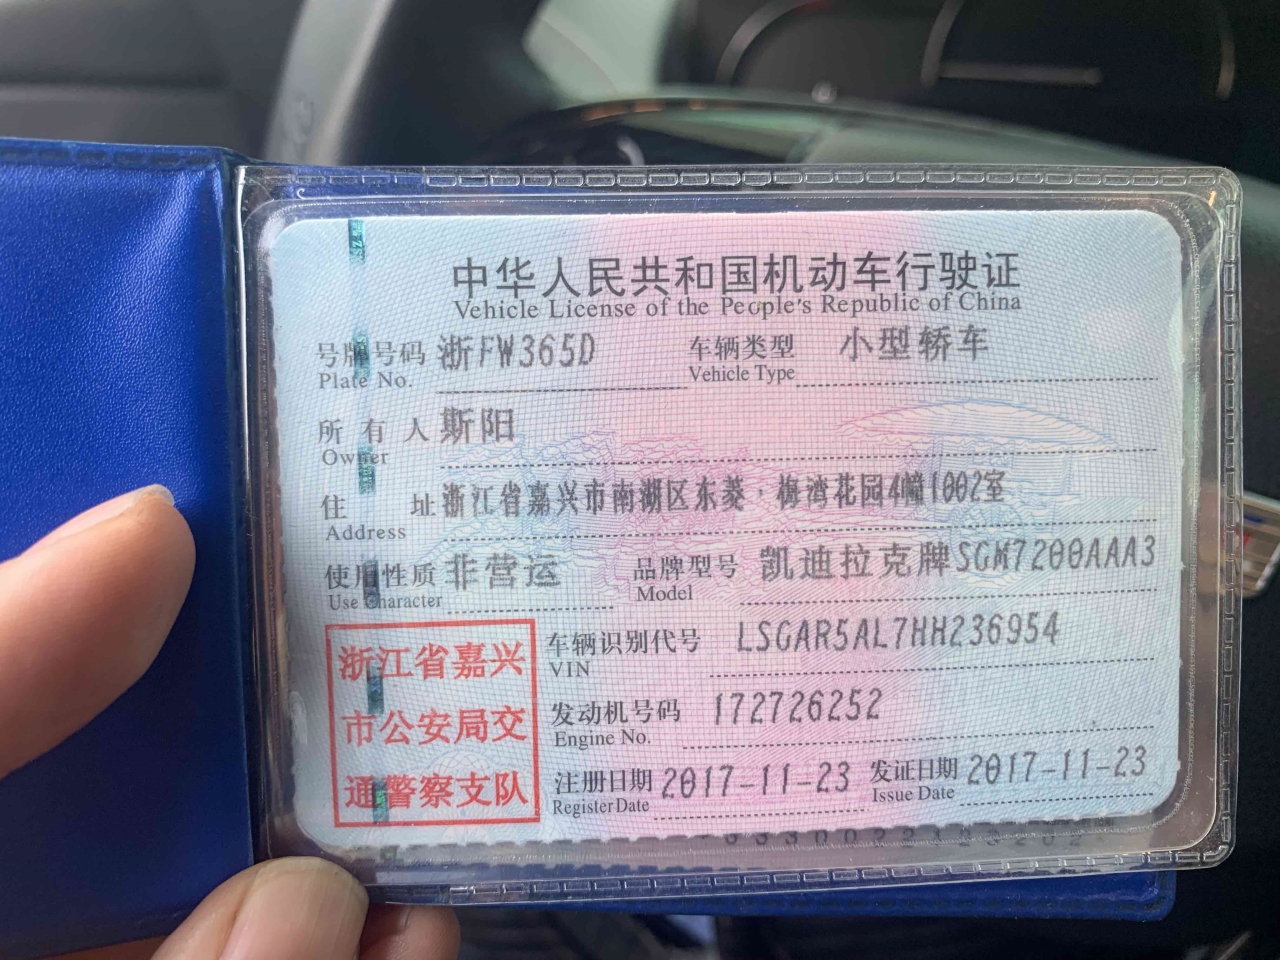 中华人民共和国机动车行驶证
Vehicle License of the People's Republic of China
号牌号码 浙FW365D 车辆类型 小型轿车
Plate No. Vehicle Type
所有人 斯阳
Owner
住址 浙江省嘉兴市南湖区东菱·梅湾花园4幢1002室
Address
使用性质 非营运 品牌型号 凯迪拉克牌SGM7200AAA3
Use Character Model
车辆识别代号 LSGAR5AL7HH236954
VIN
发动机号码 172726252
Engine No.
注册日期 2017-11-23 发证日期 2017-11-23
Register Date Issue Date
浙江省嘉兴
市公安局交
通警察支队